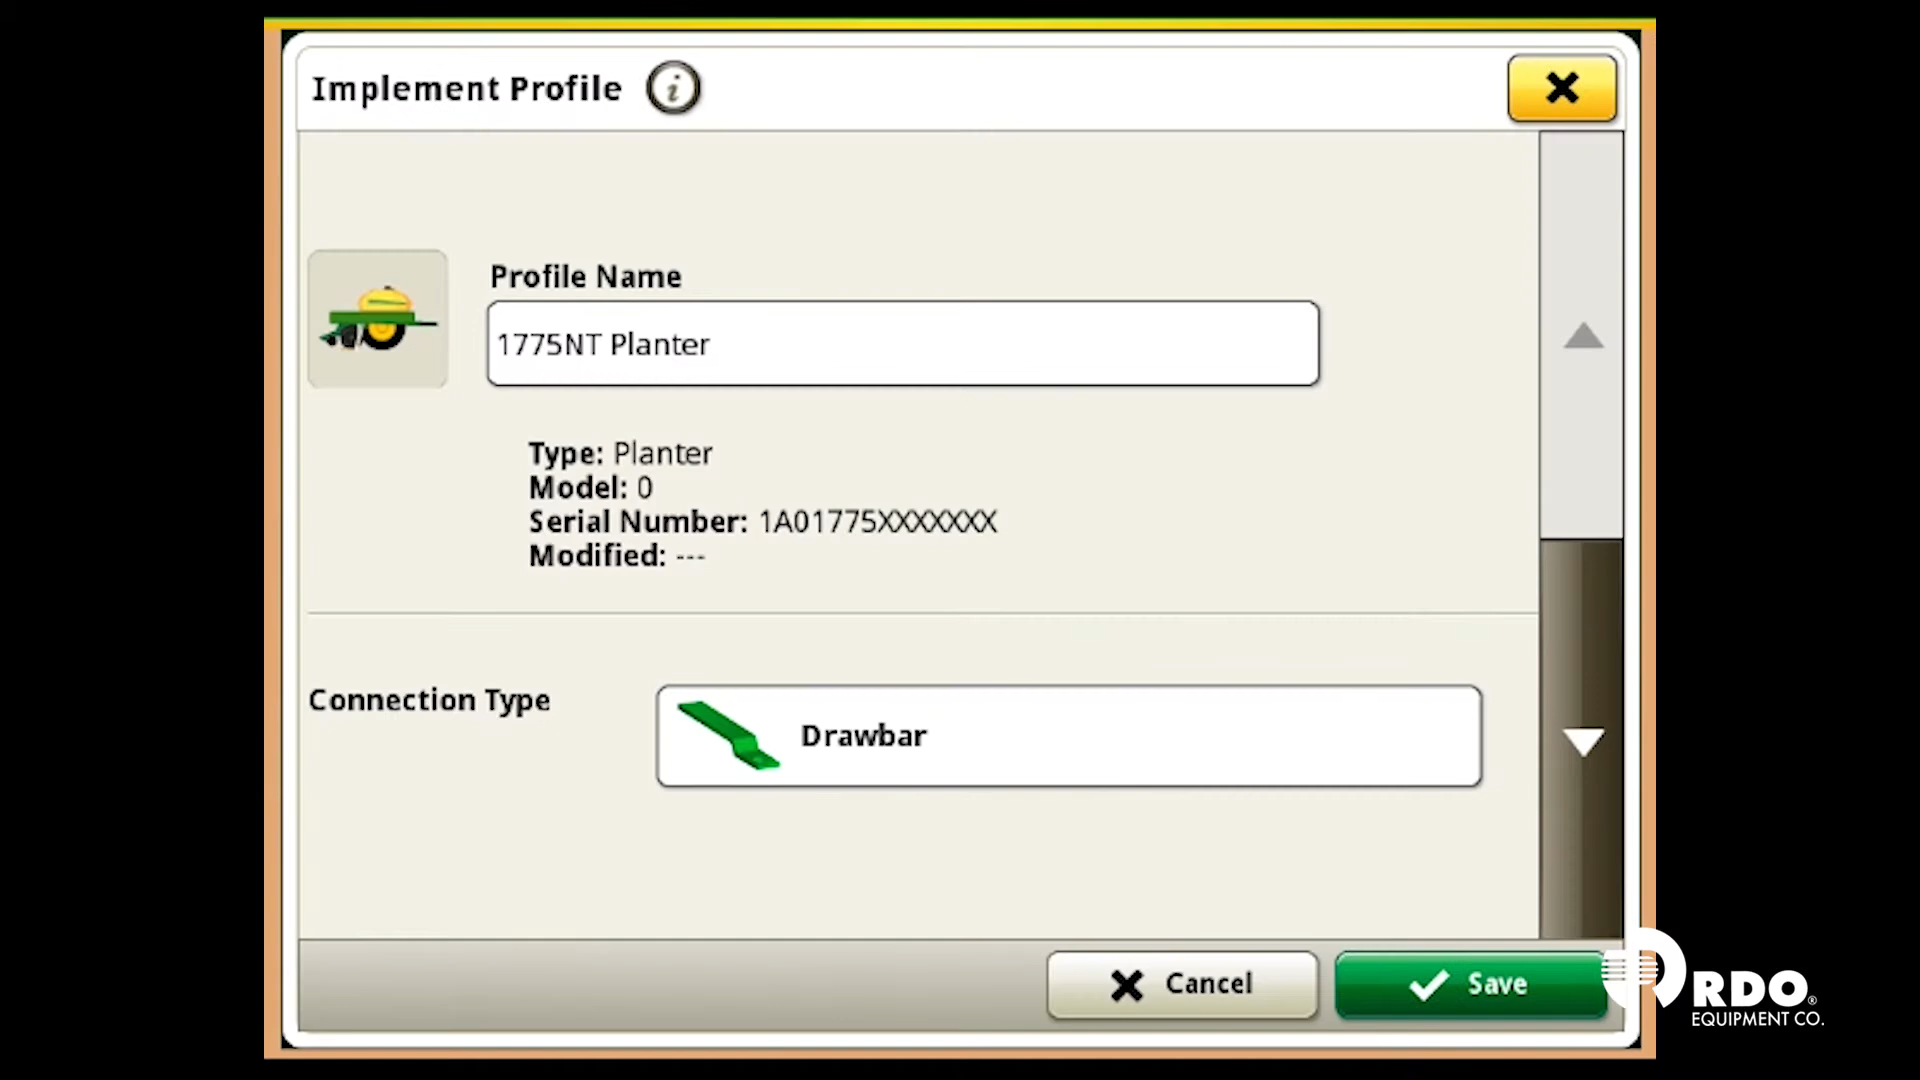 Implement Profile
Profile Name
1775NT Planter
Type: Planter
Model: 0
Serial Number: 1A01775XXXXXXX
Modified: ---
Connection Type
Drawbar
Cancel
Save
RDO®
EQUIPMENT CO.